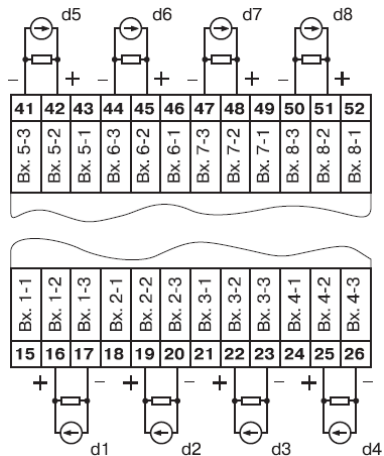 d5 d6 d7 d8
– + – + – + – +
41 42 43 44 45 46 47 48 49 50 51 52
Вх. 5-3 Вх. 5-2 Вх. 5-1 Вх. 6-3 Вх. 6-2 Вх. 6-1 Вх. 7-3 Вх. 7-2 Вх. 7-1 Вх. 8-3 Вх. 8-2 Вх. 8-1
Вх. 1-1 Вх. 1-2 Вх. 1-3 Вх. 2-1 Вх. 2-2 Вх. 2-3 Вх. 3-1 Вх. 3-2 Вх. 3-3 Вх. 4-1 Вх. 4-2 Вх. 4-3
15 16 17 18 19 20 21 22 23 24 25 26
+ – + – + – + –
d1 d2 d3 d4